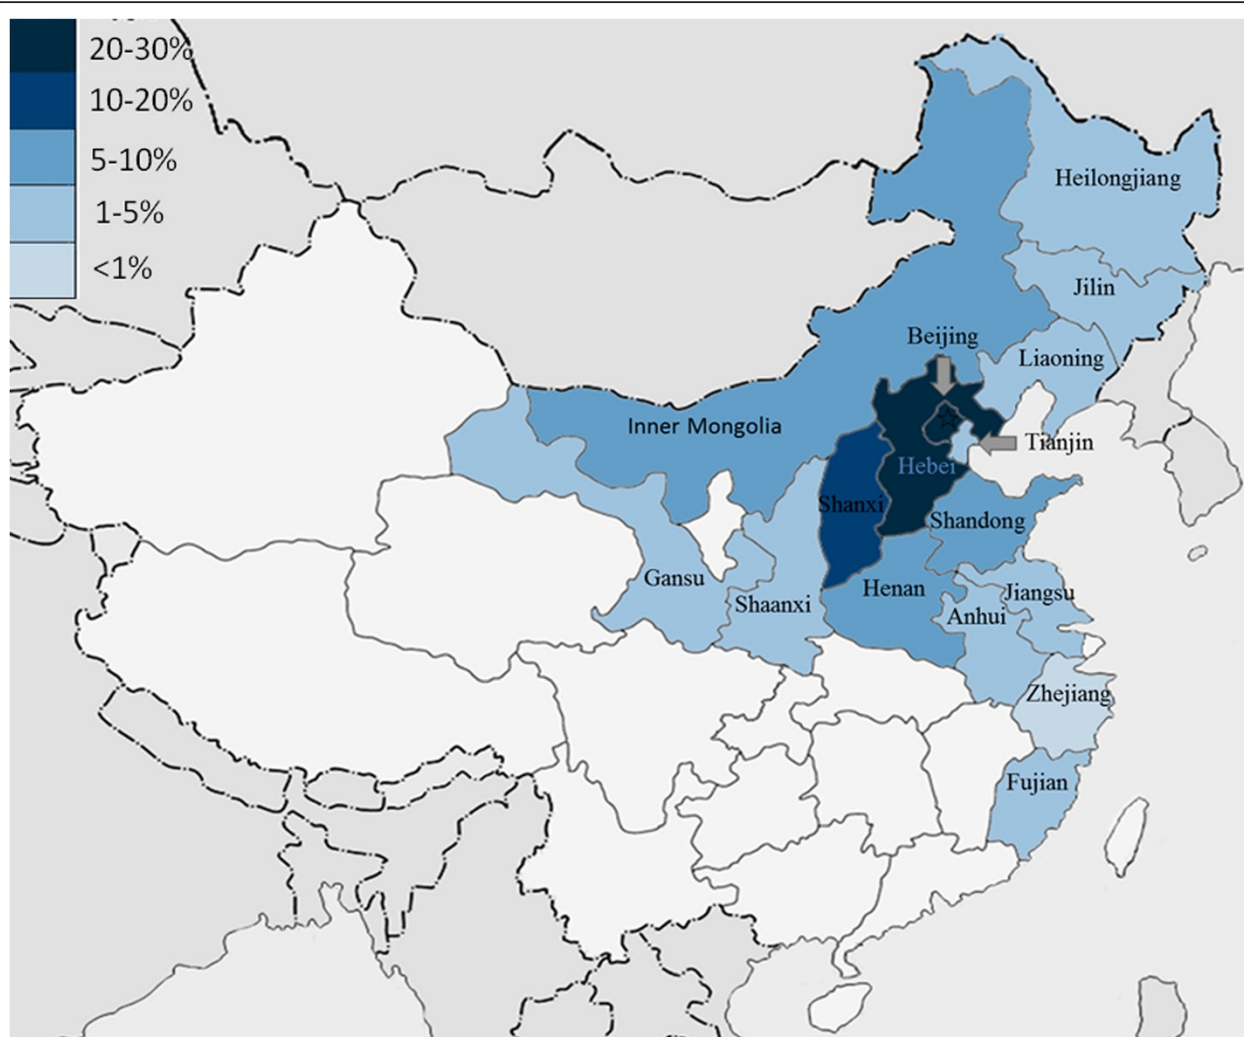 20-30%
10-20%
5-10%
1-5%
<1%
Heilongjiang
Jilin
Beijing
Liaoning
Inner Mongolia
Tianjin
Hebei
Shanxi
Shandong
Gansu
Henan
Jiangsu
Shaanxi
Anhui
Zhejiang
Fujian